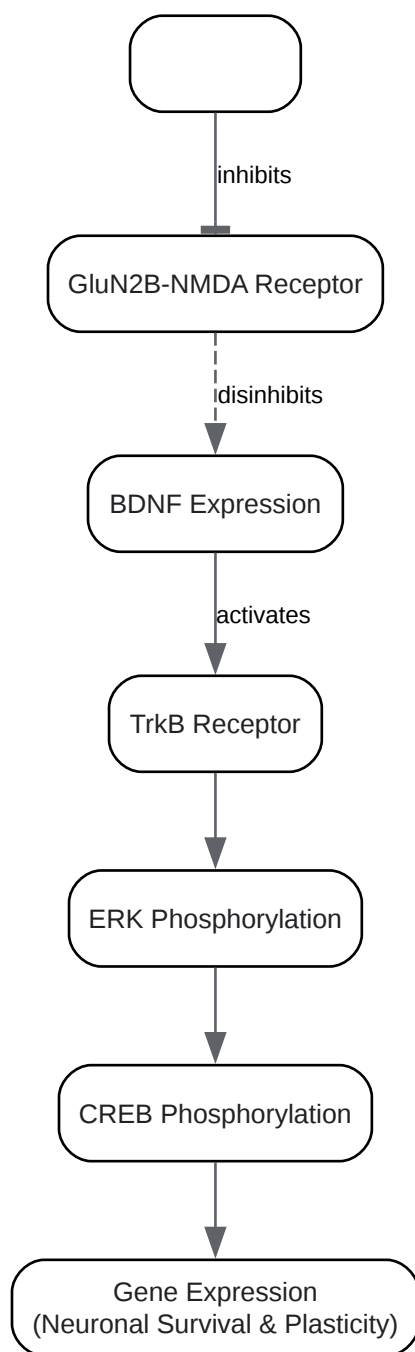 inhibits
GluN2B-NMDA Receptor
disinhibits
BDNF Expression
activates
TrkB Receptor
ERK Phosphorylation
CREB Phosphorylation
Gene Expression
(Neuronal Survival & Plasticity)